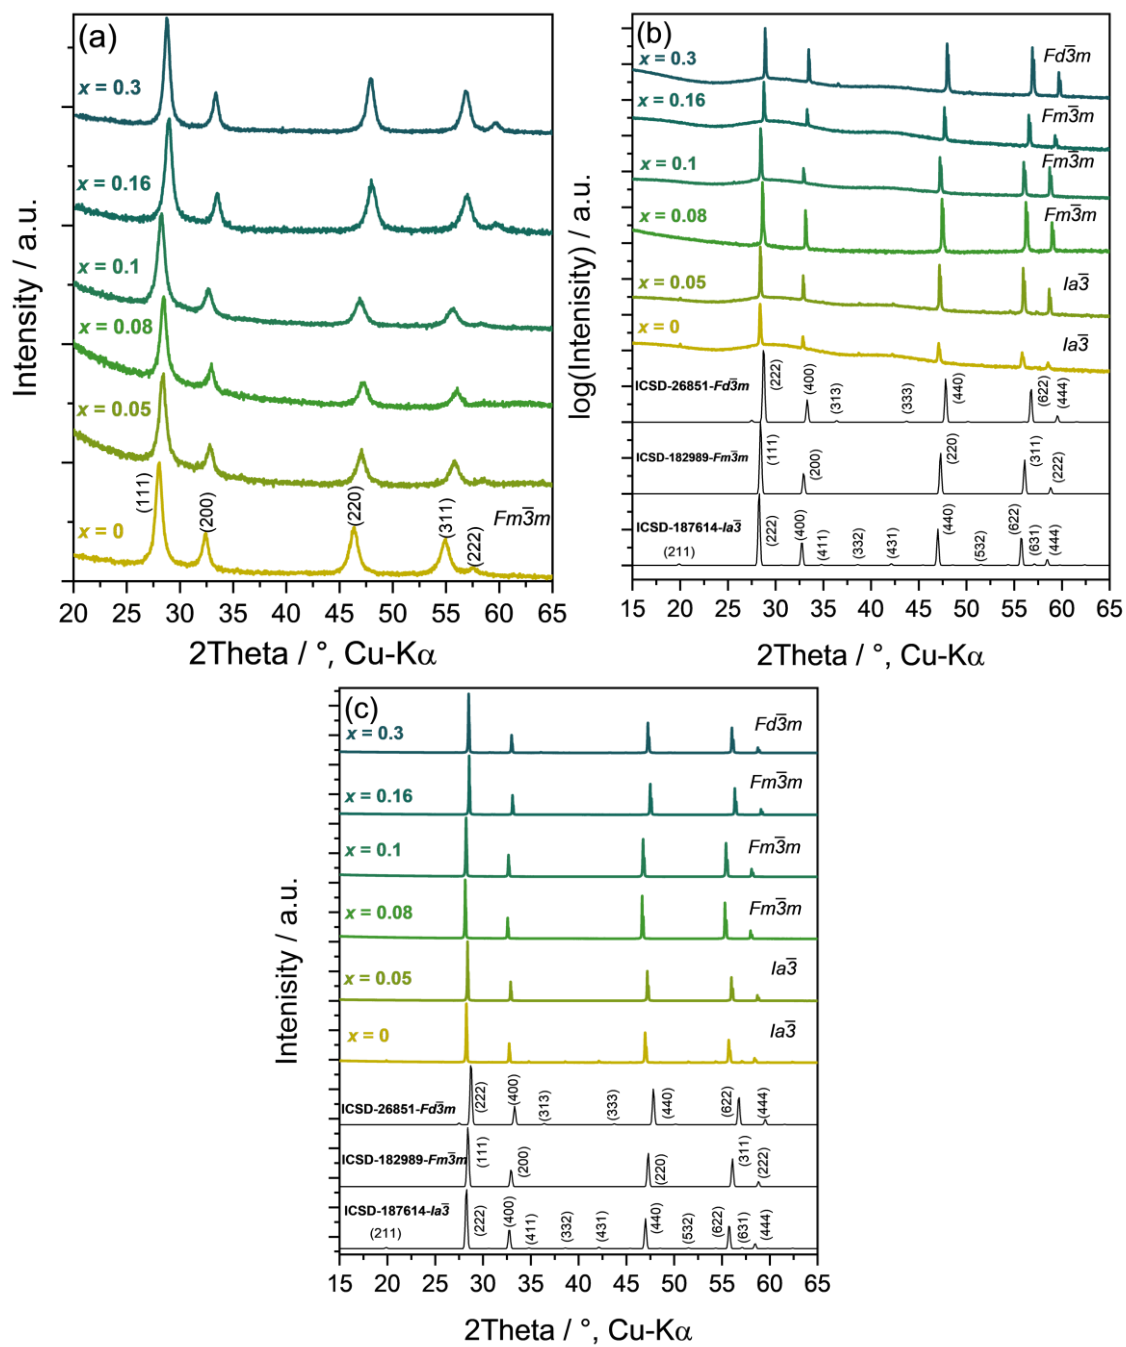 (a)
Intensity / a.u.
x = 0.3
x = 0.16
x = 0.1
x = 0.08
x = 0.05
x = 0
(111)
(200)
(220)
(311)
(222)
Fm3̅m
20 25 30 35 40 45 50 55 60 65
2Theta / °, Cu-Kα
(b)
log(Intenisity) / a.u.
x = 0.3
Fd3̅m
x = 0.16
Fm3̅m
x = 0.1
Fm3̅m
x = 0.08
Fm3̅m
x = 0.05
Ia3̅
x = 0
Ia3̅
ICSD-26851-Fd3̅m
(222) (400) (313) (333) (440) (622) (444)
ICSD-182989-Fm3̅m
(111) (200) (220) (311) (222)
ICSD-187614-Ia3̅
(211) (222) (400) (411) (332) (431) (440) (532) (622) (631) (444)
15 20 25 30 35 40 45 50 55 60 65
2Theta / °, Cu-Kα
(c)
Intenisity / a.u.
x = 0.3
Fd3̅m
x = 0.16
Fm3̅m
x = 0.1
Fm3̅m
x = 0.08
Fm3̅m
x = 0.05
Ia3̅
x = 0
Ia3̅
ICSD-26851-Fd3̅m
(222) (400) (313) (333) (440) (622) (444)
ICSD-182989-Fm3̅m
(111) (200) (220) (311) (222)
ICSD-187614-Ia3̅
(211) (222) (400) (411) (332) (431) (440) (532) (622) (631) (444)
15 20 25 30 35 40 45 50 55 60 65
2Theta / °, Cu-Kα